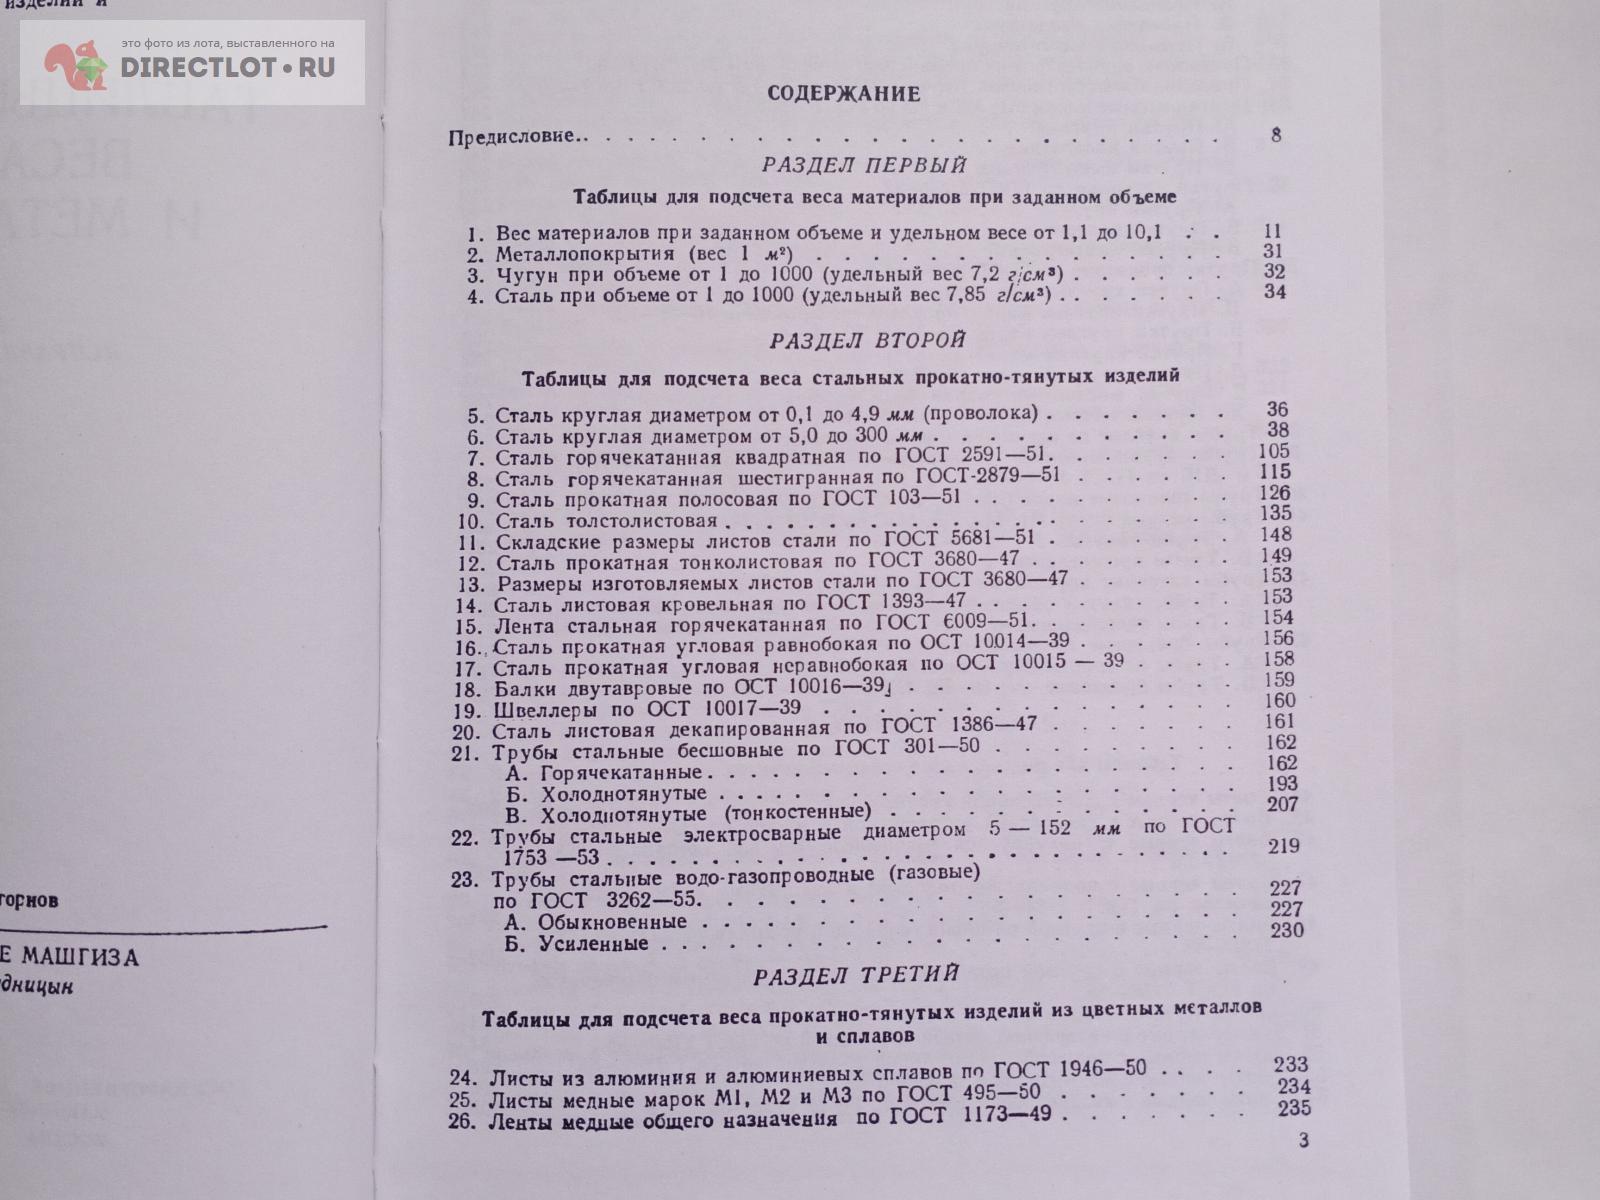 изделий и
это фото из лота, выставленного на
DIRECTLOT•RU
горнов
Е МАШГИЗА
дницын
СОДЕРЖАНИЕ
Предисловие.. . . . . . . . . . . . . . . . . . . . 8
РАЗДЕЛ ПЕРВЫЙ
Таблицы для подсчета веса материалов при заданном объеме
1. Вес материалов при заданном объеме и удельном весе от 1,1 до 10,1 . . 11
2. Металлопокрытия (вес 1 м²) . . . . . . . . . . . . . 31
3. Чугун при объеме от 1 до 1000 (удельный вес 7,2 г/см³) . . . . . . 32
4. Сталь при объеме от 1 до 1000 (удельный вес 7,85 г/см³) . . . . . . . 34
РАЗДЕЛ ВТОРОЙ
Таблицы для подсчета веса стальных прокатно-тянутых изделий
5. Сталь круглая диаметром от 0,1 до 4,9 мм (проволока) . . . . . . . 36
6. Сталь круглая диаметром от 5,0 до 300 мм . . . . . . . . . . . 38
7. Сталь горячекатанная квадратная по ГОСТ 2591—51. . . . . . . 105
8. Сталь горячекатанная шестигранная по ГОСТ-2879—51 . . . . . . 115
9. Сталь прокатная полосовая по ГОСТ 103—51 . . . . . . . . . . 126
10. Сталь толстолистовая . . . . . . . . . . . . . . . . . . 135
11. Складские размеры листов стали по ГОСТ 5681—51 . . . . . . . 148
12. Сталь прокатная тонколистовая по ГОСТ 3680—47 . . . . . . . . 149
13. Размеры изготовляемых листов стали по ГОСТ 3680—47 . . . . . . 153
14. Сталь листовая кровельная по ГОСТ 1393—47 . . . . . . . . . . 153
15. Лента стальная горячекатанная по ГОСТ 6009—51. . . . . . . . 154
16. Сталь прокатная угловая равнобокая по ОСТ 10014—39 . . . . . . 156
17. Сталь прокатная угловая неравнобокая по ОСТ 10015 — 39 . . . . 158
18. Балки двутавровые по ОСТ 10016—39 . . . . . . . . . . . . 159
19. Швеллеры по ОСТ 10017—39 . . . . . . . . . . . . . . . 160
20. Сталь листовая декапированная по ГОСТ 1386—47 . . . . . . . 161
21. Трубы стальные бесшовные по ГОСТ 301—50 . . . . . . . . . 162
А. Горячекатанные . . . . . . . . . . . . . . . . . . . 162
Б. Холоднотянутые . . . . . . . . . . . . . . . . . . 193
В. Холоднотянутые (тонкостенные) . . . . . . . . . . . . . 207
22. Трубы стальные электросварные диаметром 5 — 152 мм по ГОСТ
1753 —53 . . . . . . . . . . . . . . . . . . . . . . 219
23. Трубы стальные водо-газопроводные (газовые)
по ГОСТ 3262—55. . . . . . . . . . . . . . . . . . . 227
А. Обыкновенные . . . . . . . . . . . . . . . . . . . 227
Б. Усиленные . . . . . . . . . . . . . . . . . . . . 230
РАЗДЕЛ ТРЕТИЙ
Таблицы для подсчета веса прокатно-тянутых изделий из цветных металлов
и сплавов
24. Листы из алюминия и алюминиевых сплавов по ГОСТ 1946—50 . . . . 233
25. Листы медные марок М1, М2 и М3 по ГОСТ 495—50 . . . . . . . 234
26. Ленты медные общего назначения по ГОСТ 1173—49 . . . . . . . 235
3